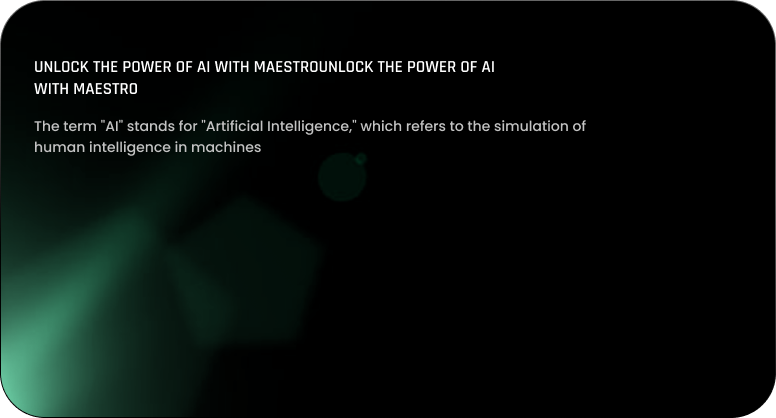 UNLOCK THE POWER OF AI WITH MAESTROUNLOCK THE POWER OF AI
WITH MAESTRO
The term "AI" stands for "Artificial Intelligence," which refers to the simulation of
human intelligence in machines